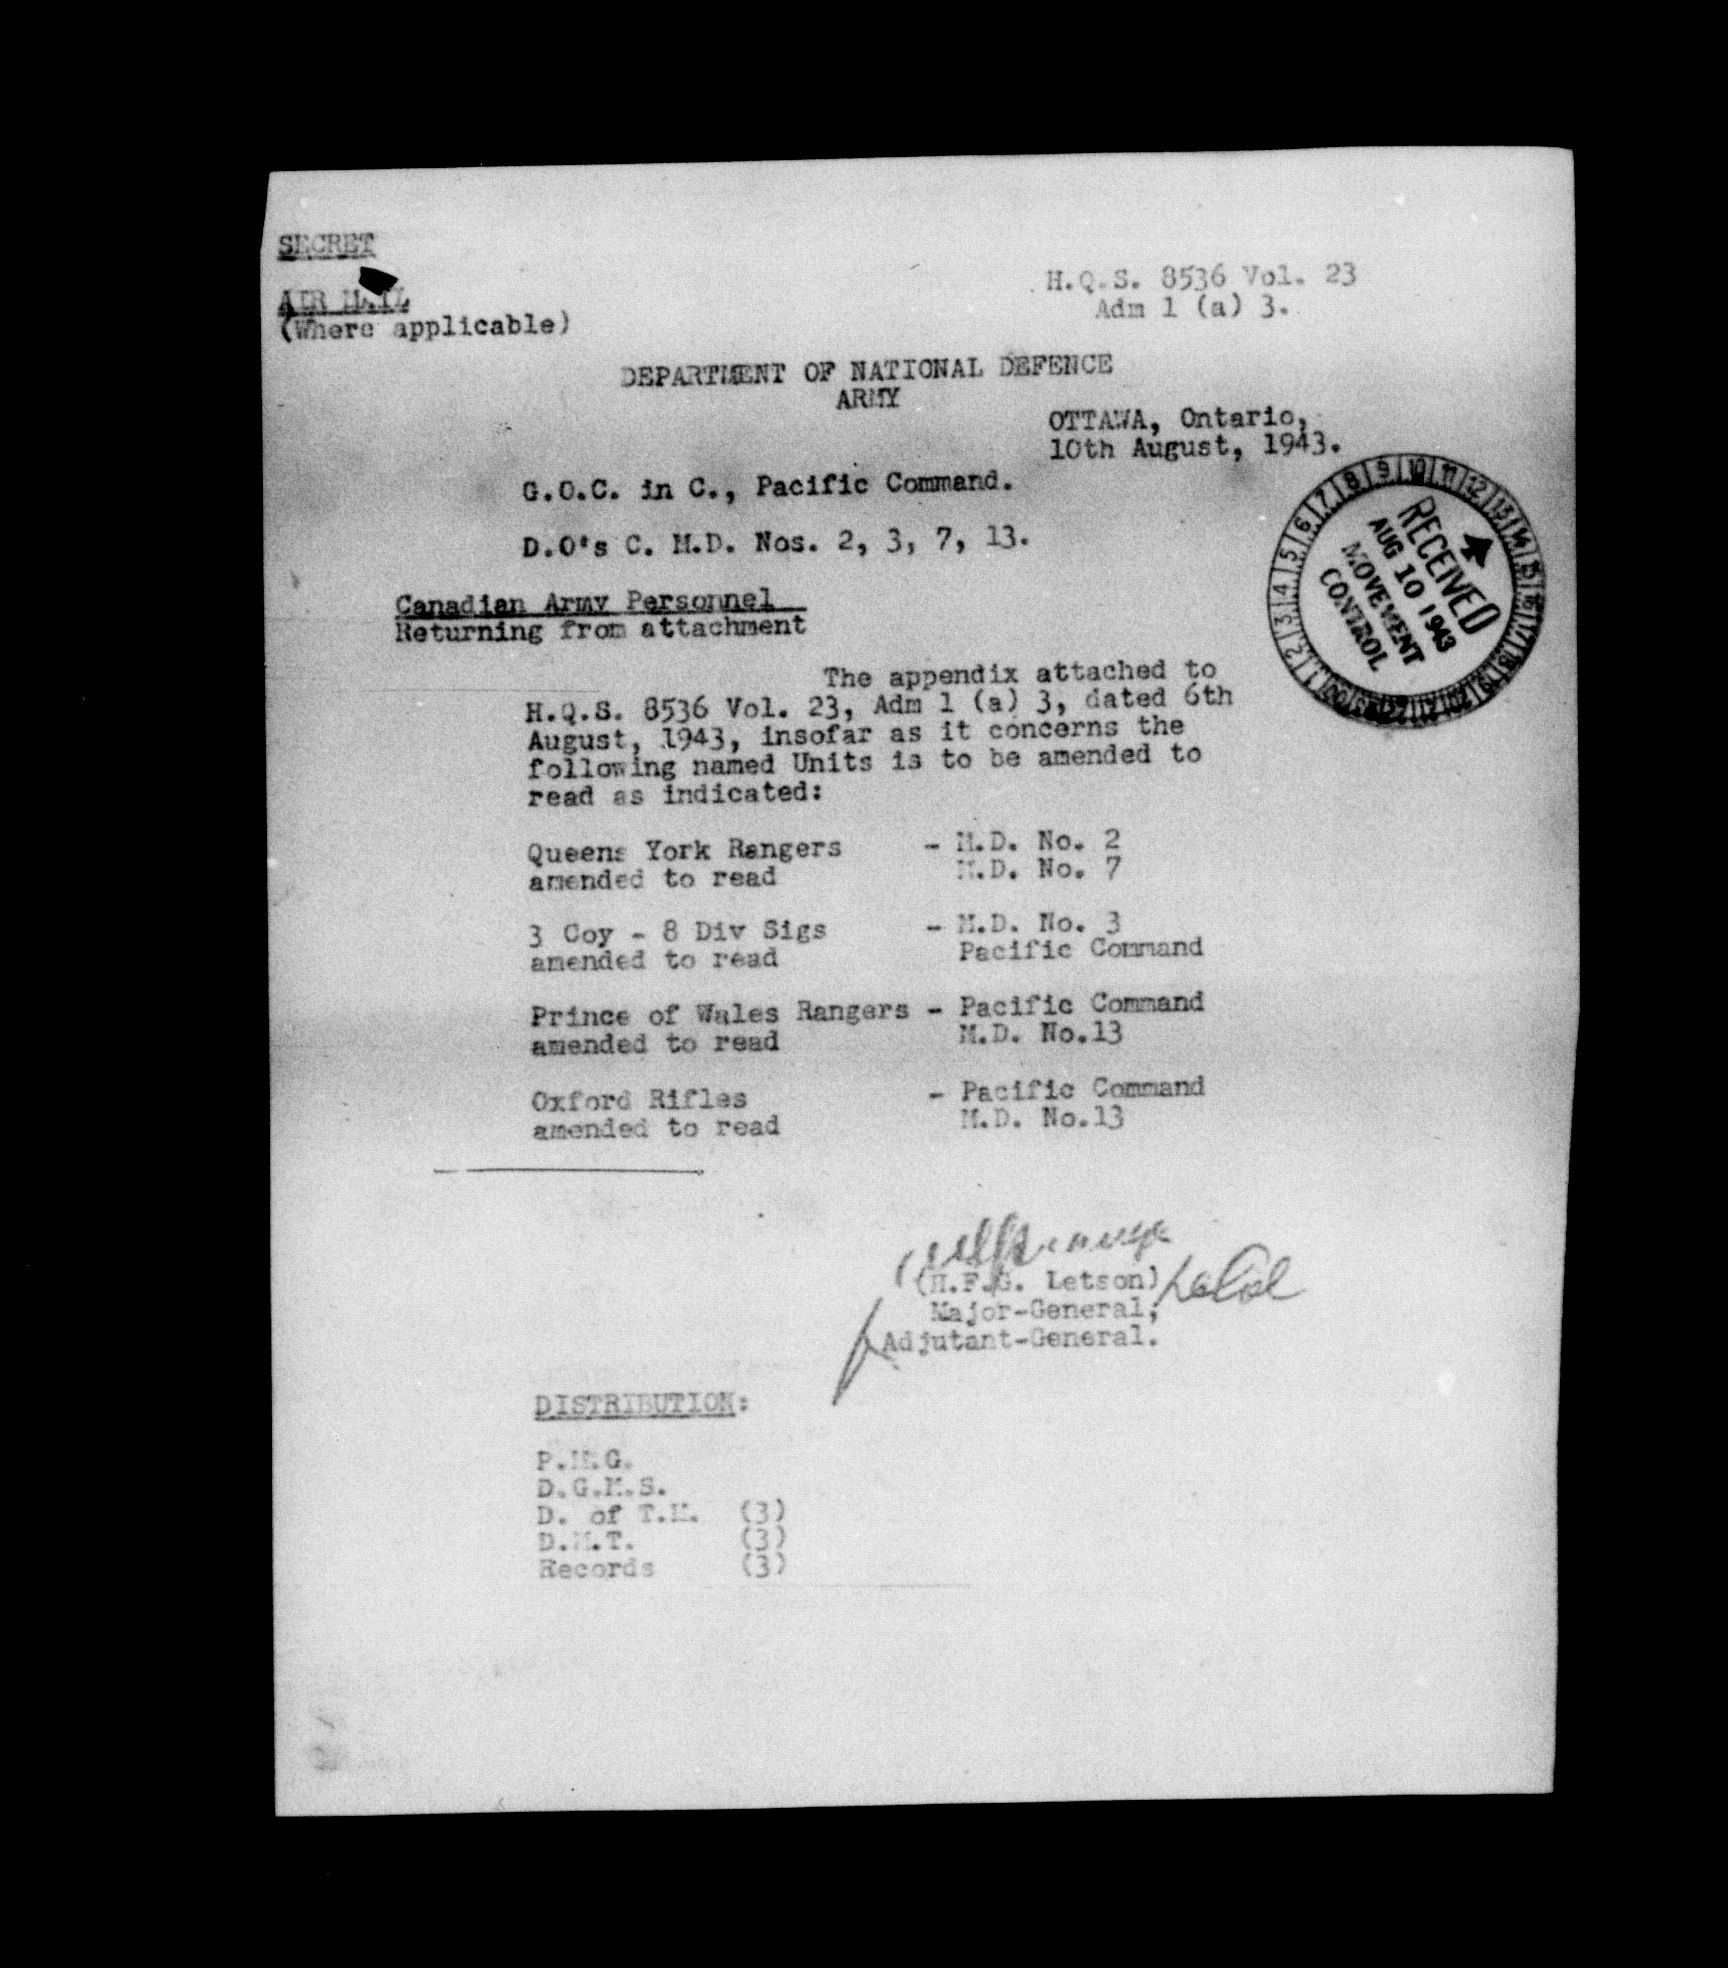 SECRET
AIR MAIL
(Where applicable)
H.Q.S. 8536 Vol. 23
Adm 1 (a) 3.
DEPARTMENT OF NATIONAL DEFENCE
ARMY
OTTAWA, Ontario,
10th August, 1943.
G.O.C. in C., Pacific Command.
D.O's C. M.D. Nos. 2, 3, 7, 13.
RECEIVED
AUG 10 1943
MOVEMENT
CONTROL
Canadian Army Personnel
Returning from attachment
The appendix attached to
H.Q.S. 8536 Vol. 23, Adm 1 (a) 3, dated 6th
August, 1943, insofar as it concerns the
following named Units is to be amended to
read as indicated:
Queens York Rangers - M.D. No. 2
amended to read M.D. No. 7
3 Coy - 8 Div Sigs - M.D. No. 3
amended to read Pacific Command
Prince of Wales Rangers - Pacific Command
amended to read M.D. No.13
Oxford Rifles - Pacific Command
amended to read M.D. No.13
(H.F.G. Letson)
Major-General,
Adjutant-General.
DISTRIBUTION:
P.M.G.
D.G.M.S.
D. of T.M. (3)
D.M.T. (3)
Records (3)